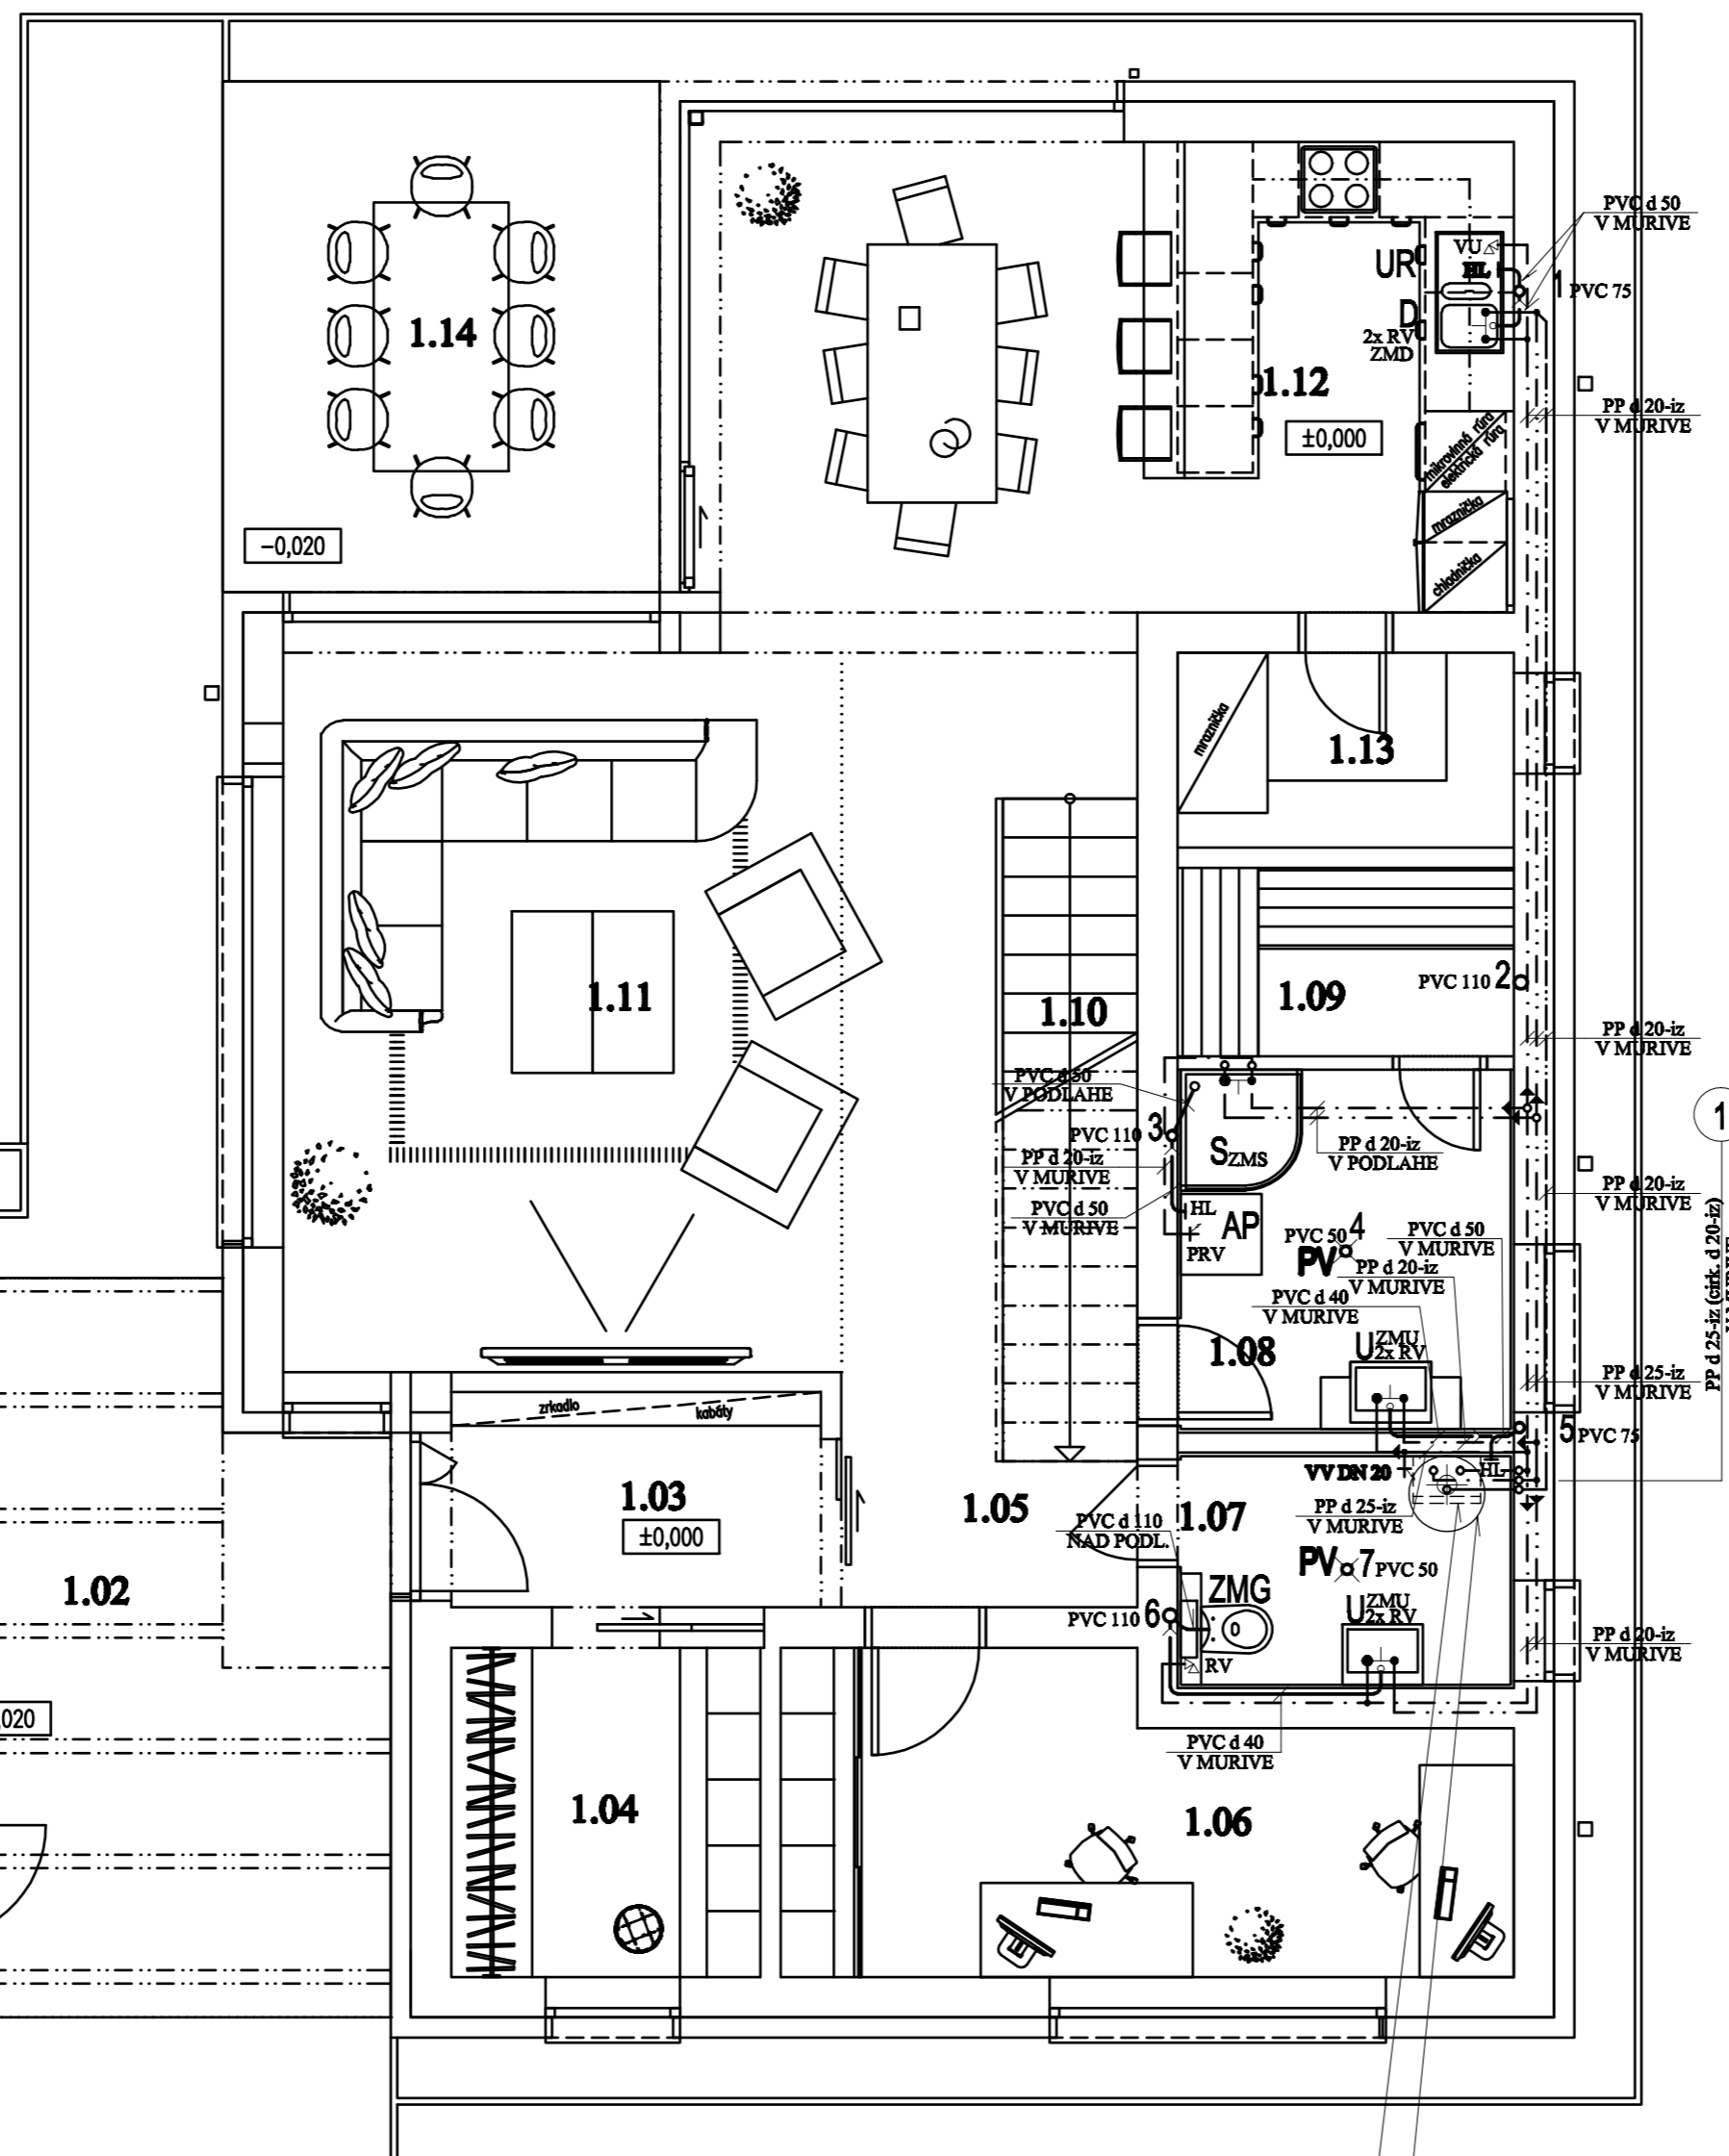 PVC d 50
V MURIVE
VU
HL
UR
1
PVC 75
D
2x RV
ZMD
1.14
1.12
±0,000
PP d 20-iz
V MURIVE
mikrovlnná rúra
elektrická rúra
mraznička
chladnička
-0,020
mraznička
1.13
1.11
1.10
PVC 110 2
1.09
PP d 20-iz
V MURIVE
PVC d 50
V PODLAHE
PVC 110 3
PP d 20-iz
V MURIVE
S ZMS
PP d 20-iz
V PODLAHE
1
PVC d 50
V MURIVE
HL
AP
PRV
PP d 20-iz
V MURIVE
PVC 50 4
PV
PVC d 50
V MURIVE
PP d 20-iz
V MURIVE
PVC d 40
V MURIVE
PP d 25-iz (cirk. d 20-iz)
1.08
U ZMU
2x RV
PP d 25-iz
V MURIVE
zrkadlo
kabáty
5 PVC 75
VV DN 20
HL
1.03
±0,000
1.05
1.07
PVC d 110
NAD PODL.
PP d 25-iz
V MURIVE
PV 7 PVC 50
1.02
ZMG
PVC 110 6
U ZMU
2x RV
RV
PP d 20-iz
V MURIVE
020
PVC d 40
V MURIVE
1.04
1.06